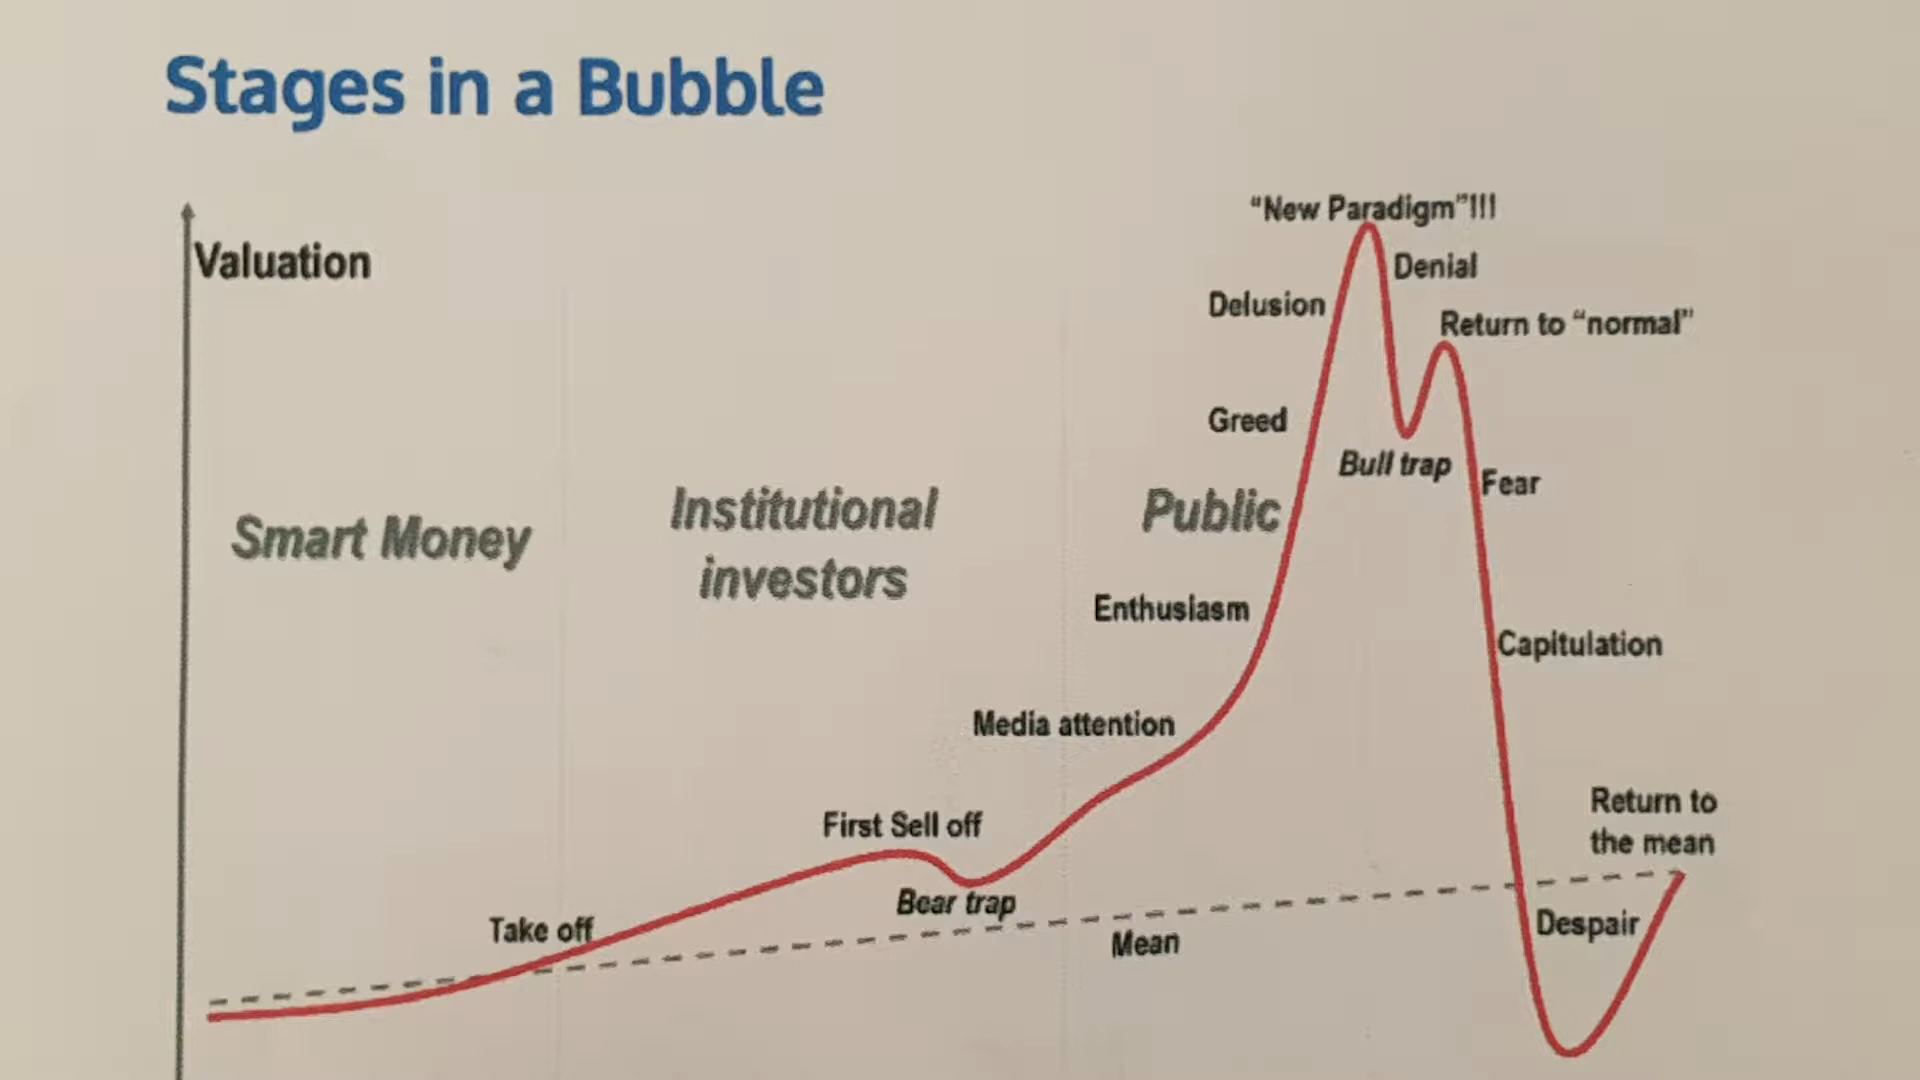 Stages in a Bubble
Valuation
"New Paradigm"!!!
Denial
Delusion
Return to "normal"
Greed
Bull trap
Fear
Smart Money
Institutional
investors
Public
Enthusiasm
Capitulation
Media attention
First Sell off
Return to
the mean
Bear trap
Take off
Mean
Despair